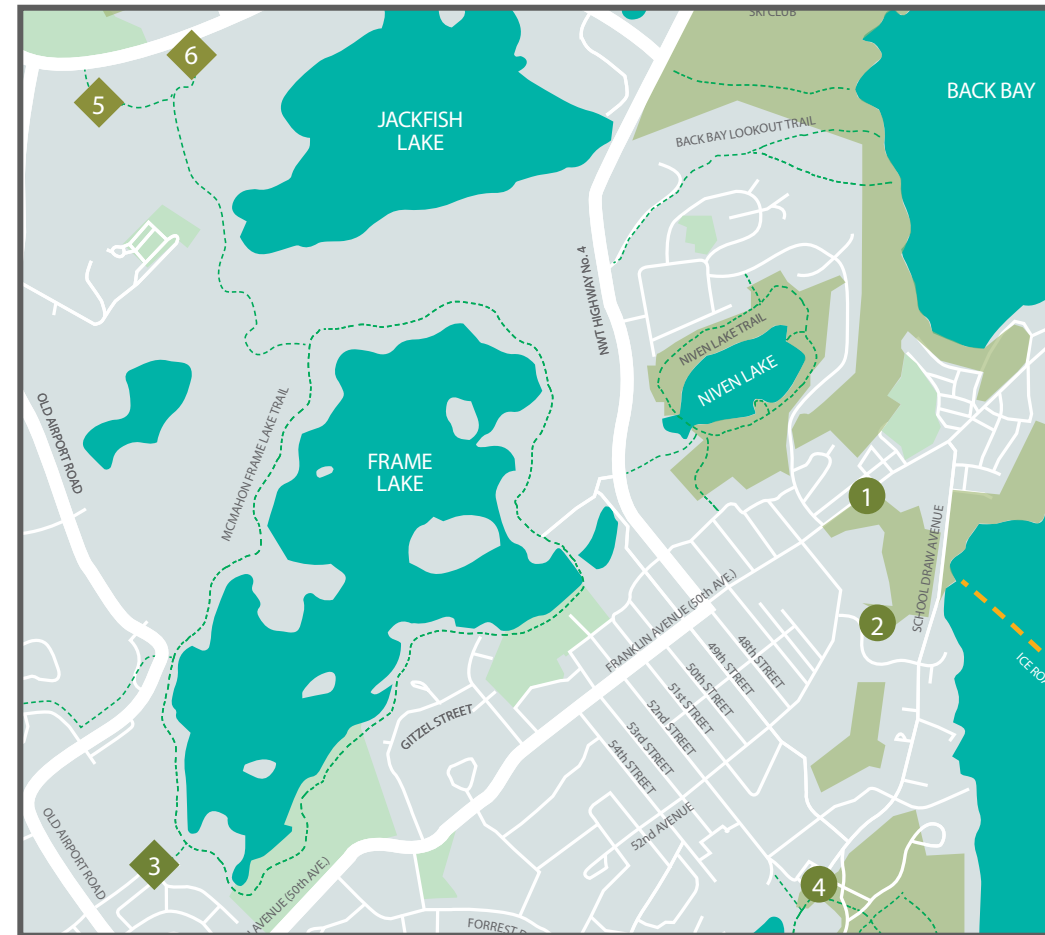 SKI CLUB
6
5
JACKFISH
LAKE
BACK BAY
BACK BAY LOOKOUT TRAIL
NWT HIGHWAY No. 4
NIVEN LAKE TRAIL
NIVEN LAKE
OLD AIRPORT ROAD
MCMAHON FRAME LAKE TRAIL
FRAME
LAKE
1
SCHOOL DRAW AVENUE
2
FRANKLIN AVENUE (50th AVE.)
48th STREET
49th STREET
50th STREET
51st STREET
52nd STREET
53rd STREET
54th STREET
GITZEL STREET
52nd AVENUE
ICE RO
OLD AIRPORT ROAD
3
4
AVENUE (50th AVE.)
FORREST